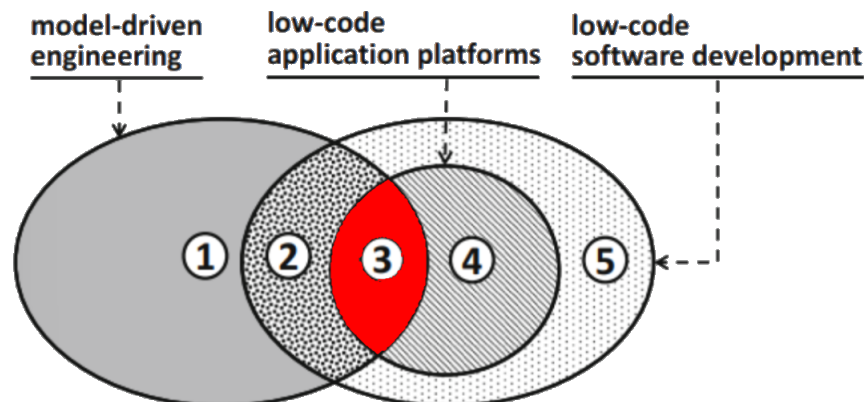 model-driven
engineering
low-code
application platforms
low-code
software development
1
2
3
4
5